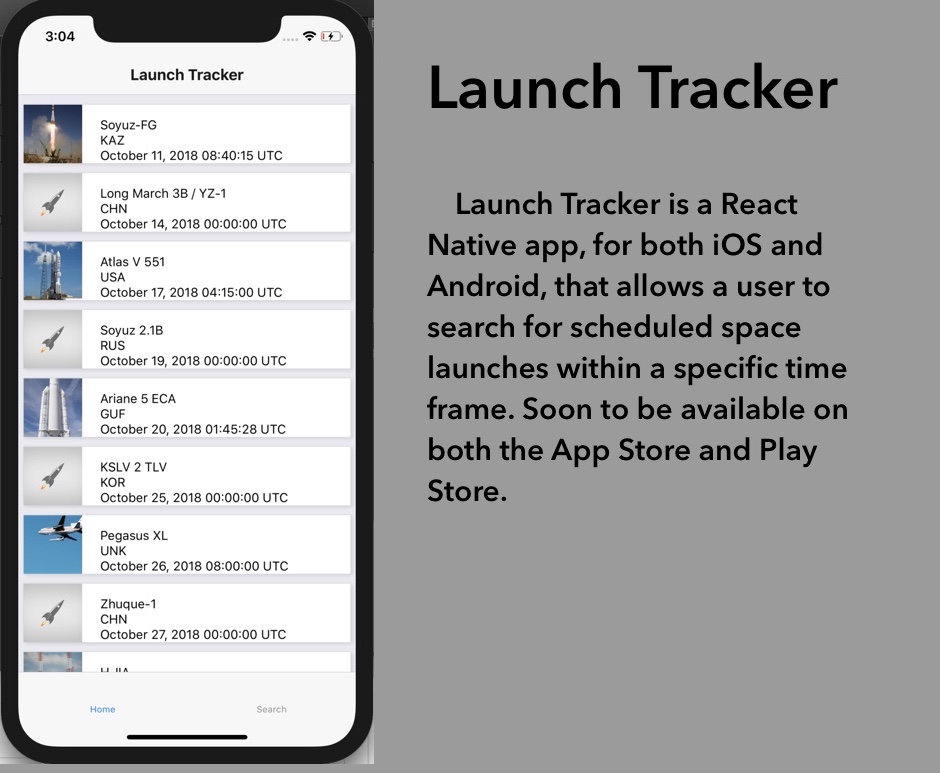 3:04
Launch Tracker
Soyuz-FG
KAZ
October 11, 2018 08:40:15 UTC
Long March 3B / YZ-1
CHN
October 14, 2018 00:00:00 UTC
Atlas V 551
USA
October 17, 2018 04:15:00 UTC
Soyuz 2.1B
RUS
October 19, 2018 00:00:00 UTC
Ariane 5 ECA
GUF
October 20, 2018 01:45:28 UTC
KSLV 2 TLV
KOR
October 25, 2018 00:00:00 UTC
Pegasus XL
UNK
October 26, 2018 08:00:00 UTC
Zhuque-1
CHN
October 27, 2018 00:00:00 UTC
Home
Search
Launch Tracker
Launch Tracker is a React
Native app, for both iOS and
Android, that allows a user to
search for scheduled space
launches within a specific time
frame. Soon to be available on
both the App Store and Play
Store.